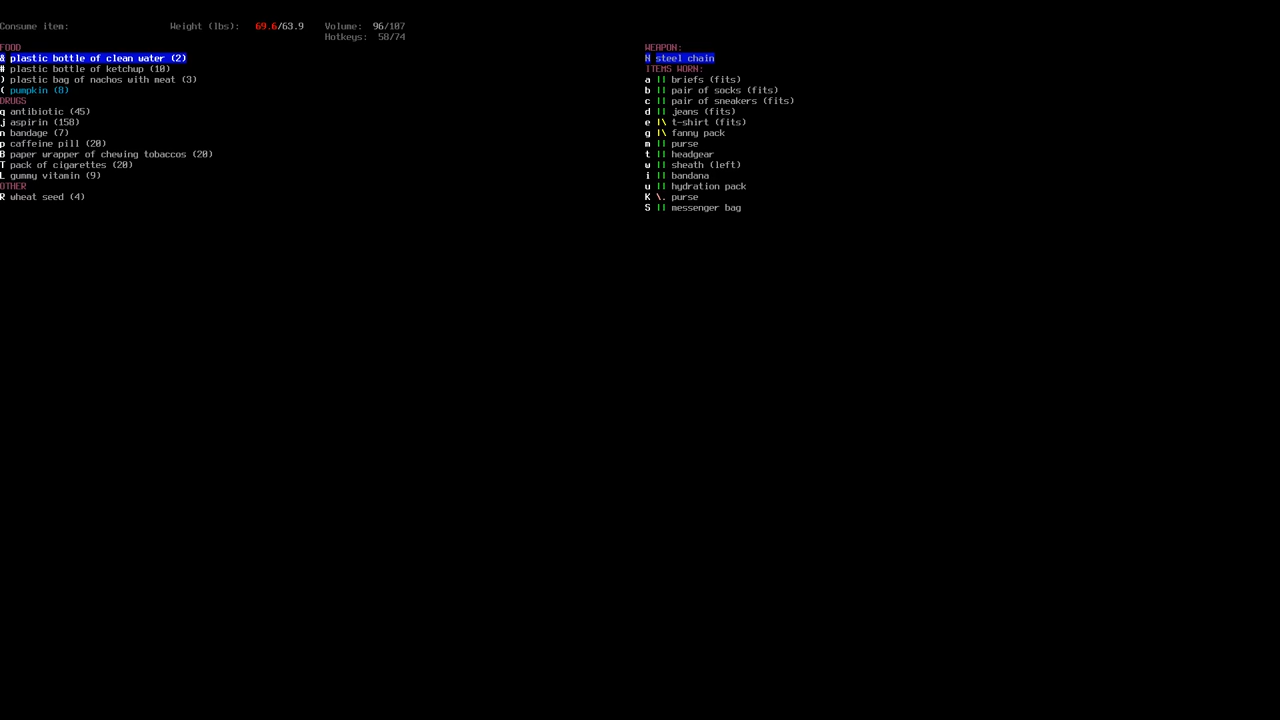 Consume item: Weight (lbs): 69.6/63.9 Volume: 96/107
Hotkeys: 58/74
FOOD
& plastic bottle of clean water (2)
# plastic bottle of ketchup (10)
) plastic bag of nachos with meat (3)
( pumpkin (8)
DRUGS
q antibiotic (45)
j aspirin (158)
n bandage (7)
p caffeine pill (20)
B paper wrapper of chewing tobaccos (20)
T pack of cigarettes (20)
L gummy vitamin (9)
OTHER
R wheat seed (4)
WEAPON:
N steel chain
ITEMS WORN:
a || briefs (fits)
b || pair of socks (fits)
c || pair of sneakers (fits)
d || jeans (fits)
e |\ t-shirt (fits)
g |\ fanny pack
m || purse
t || headgear
w || sheath (left)
i || bandana
u || hydration pack
K \. purse
S || messenger bag